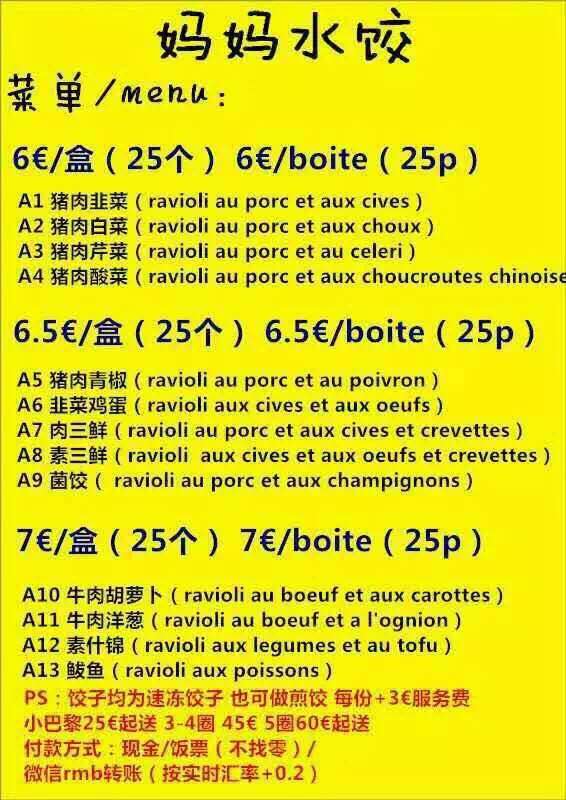 妈妈水饺
菜单/menu:
6€/盒（25个） 6€/boite（25p）
A1 猪肉韭菜（ravioli au porc et aux cives）
A2 猪肉白菜（ravioli au porc et aux choux）
A3 猪肉芹菜（ravioli au porc et au celeri）
A4 猪肉酸菜（ravioli au porc et aux choucroutes chinoise
6.5€/盒（25个） 6.5€/boite（25p）
A5 猪肉青椒（ravioli au porc et au poivron）
A6 韭菜鸡蛋（ravioli aux cives et aux oeufs）
A7 肉三鲜（ravioli au porc et aux cives et crevettes）
A8 素三鲜（ravioli aux cives et aux oeufs et crevettes）
A9 菌饺（ ravioli au porc et aux champignons）
7€/盒（25个） 7€/boite（25p）
A10 牛肉胡萝卜（ravioli au boeuf et aux carottes）
A11 牛肉洋葱（ravioli au boeuf et a l'ognion）
A12 素什锦（ravioli aux legumes et au tofu）
A13 鲅鱼（ravioli aux poissons）
PS：饺子均为速冻饺子 也可做煎饺 每份+3€服务费
小巴黎25€起送 3-4圈 45€ 5圈60€起送
付款方式：现金/饭票（不找零）/
微信rmb转账（按实时汇率+0.2）